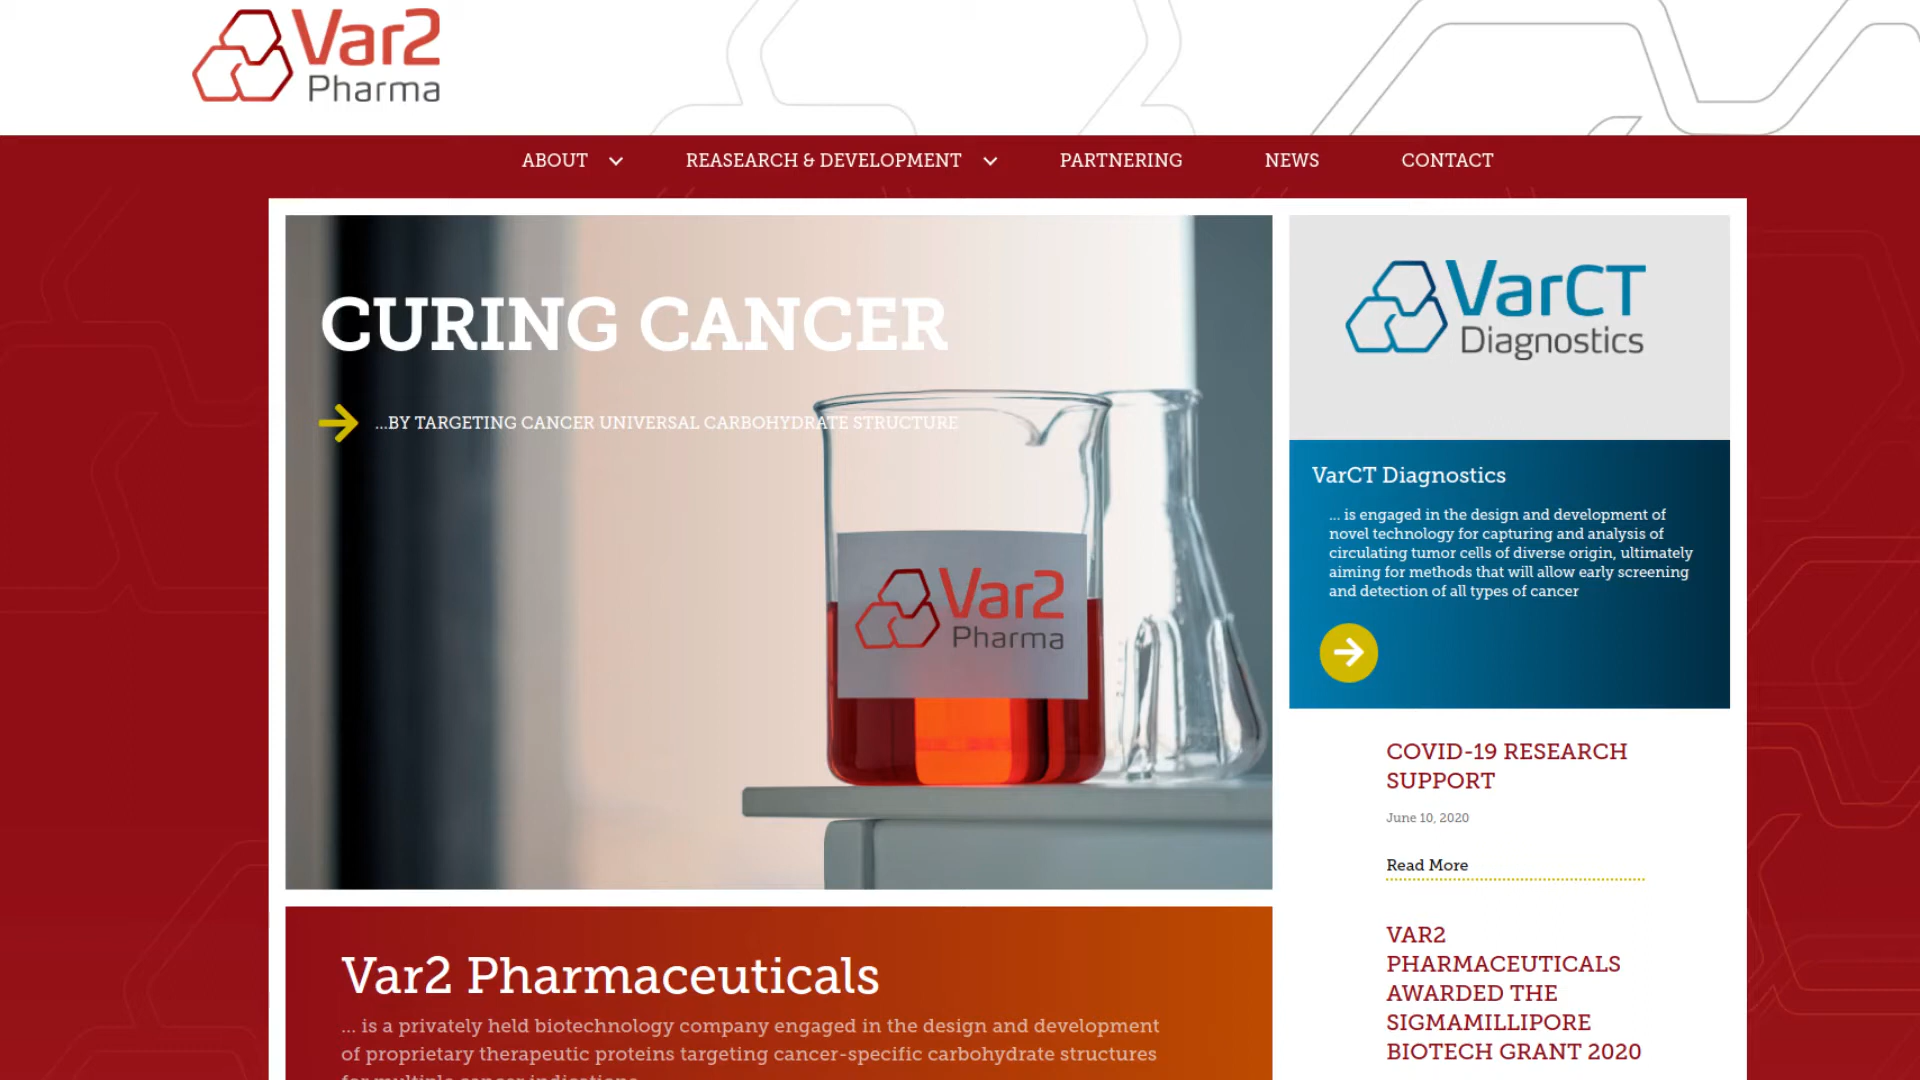 Var2
Pharma
ABOUT
REASEARCH & DEVELOPMENT
PARTNERING
NEWS
CONTACT
CURING CANCER
...BY TARGETING CANCER UNIVERSAL CARBOHYDRATE STRUCTURE
Var2
Pharma
VarCT
Diagnostics
VarCT Diagnostics
... is engaged in the design and development of
novel technology for capturing and analysis of
circulating tumor cells of diverse origin, ultimately
aiming for methods that will allow early screening
and detection of all types of cancer
COVID-19 RESEARCH
SUPPORT
June 10, 2020
Read More
VAR2
PHARMACEUTICALS
AWARDED THE
SIGMAMILLIPORE
BIOTECH GRANT 2020
Var2 Pharmaceuticals
... is a privately held biotechnology company engaged in the design and development
of proprietary therapeutic proteins targeting cancer-specific carbohydrate structures